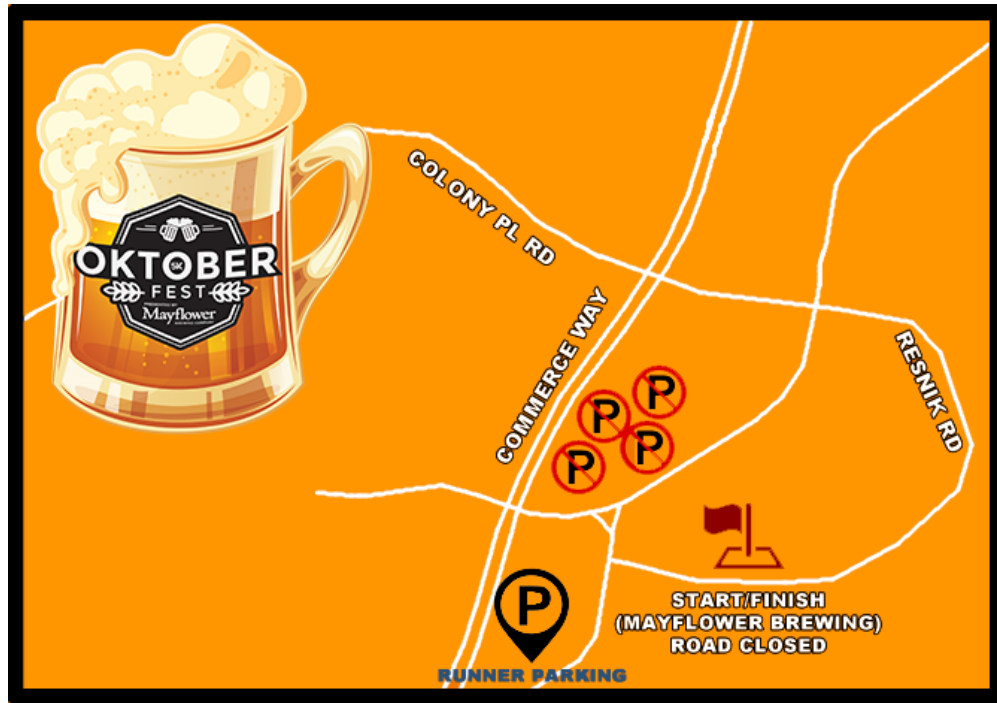 COLONY PL RD
OKTOBER
5K
FEST
PRESENTED BY
Mayflower
BREWING COMPANY
COMMERCE WAY
RESNIK RD
P
P
P
P
START/FINISH
(MAYFLOWER BREWING)
ROAD CLOSED
P
RUNNER PARKING